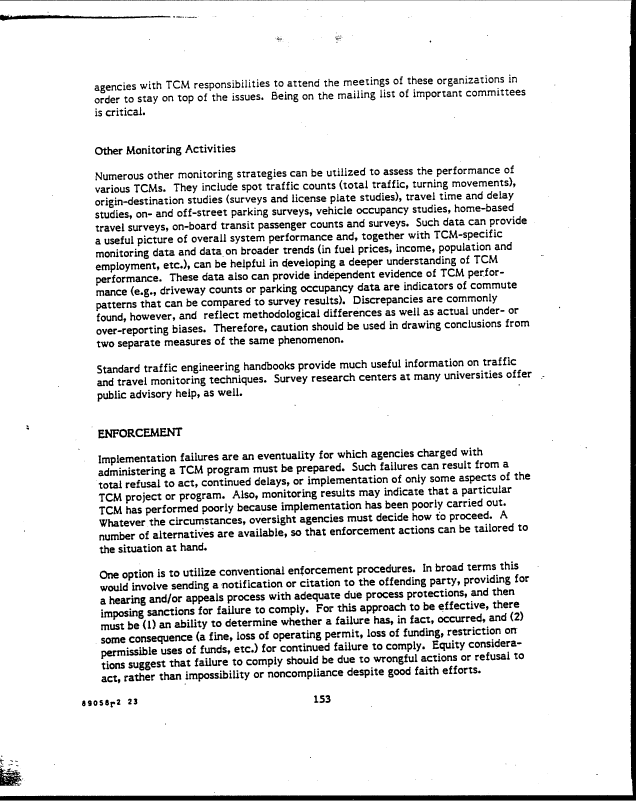 agencies with TCM responsibilities to attend the meetings of these organizations in
order to stay on top of the issues. Being on the mailing list of important committees
is critical.
Other Monitoring Activities
Numerous other monitoring strategies can be utilized to assess the performance of
various TCMs. They include spot traffic counts (total traffic, turning movements),
origin-destination studies (surveys and license plate studies), travel time and delay
studies, on- and off-street parking surveys, vehicle occupancy studies, home-based
travel surveys, on-board transit passenger counts and surveys. Such data can provide
a useful picture of overall system performance and, together with TCM-specific
monitoring data and data on broader trends (in fuel prices, income, population and
employment, etc.), can be helpful in developing a deeper understanding of TCM
performance. These data also can provide independent evidence of TCM perfor-
mance (e.g., driveway counts or parking occupancy data are indicators of commute
patterns that can be compared to survey results). Discrepancies are commonly
found, however, and reflect methodological differences as well as actual under- or
over-reporting biases. Therefore, caution should be used in drawing conclusions from
two separate measures of the same phenomenon.
Standard traffic engineering handbooks provide much useful information on traffic
and travel monitoring techniques. Survey research centers at many universities offer
public advisory help, as well.
ENFORCEMENT
Implementation failures are an eventuality for which agencies charged with
administering a TCM program must be prepared. Such failures can result from a
total refusal to act, continued delays, or implementation of only some aspects of the
TCM project or program. Also, monitoring results may indicate that a particular
TCM has performed poorly because implementation has been poorly carried out.
Whatever the circumstances, oversight agencies must decide how to proceed. A
number of alternatives are available, so that enforcement actions can be tailored to
the situation at hand.
One option is to utilize conventional enforcement procedures. In broad terms this
would involve sending a notification or citation to the offending party, providing for
a hearing and/or appeals process with adequate due process protections, and then
imposing sanctions for failure to comply. For this approach to be effective, there
must be (1) an ability to determine whether a failure has, in fact, occurred, and (2)
some consequence (a fine, loss of operating permit, loss of funding, restriction on
permissible uses of funds, etc.) for continued failure to comply. Equity considera-
tions suggest that failure to comply should be due to wrongful actions or refusal to
act, rather than impossibility or noncompliance despite good faith efforts.
89058r2 23
153